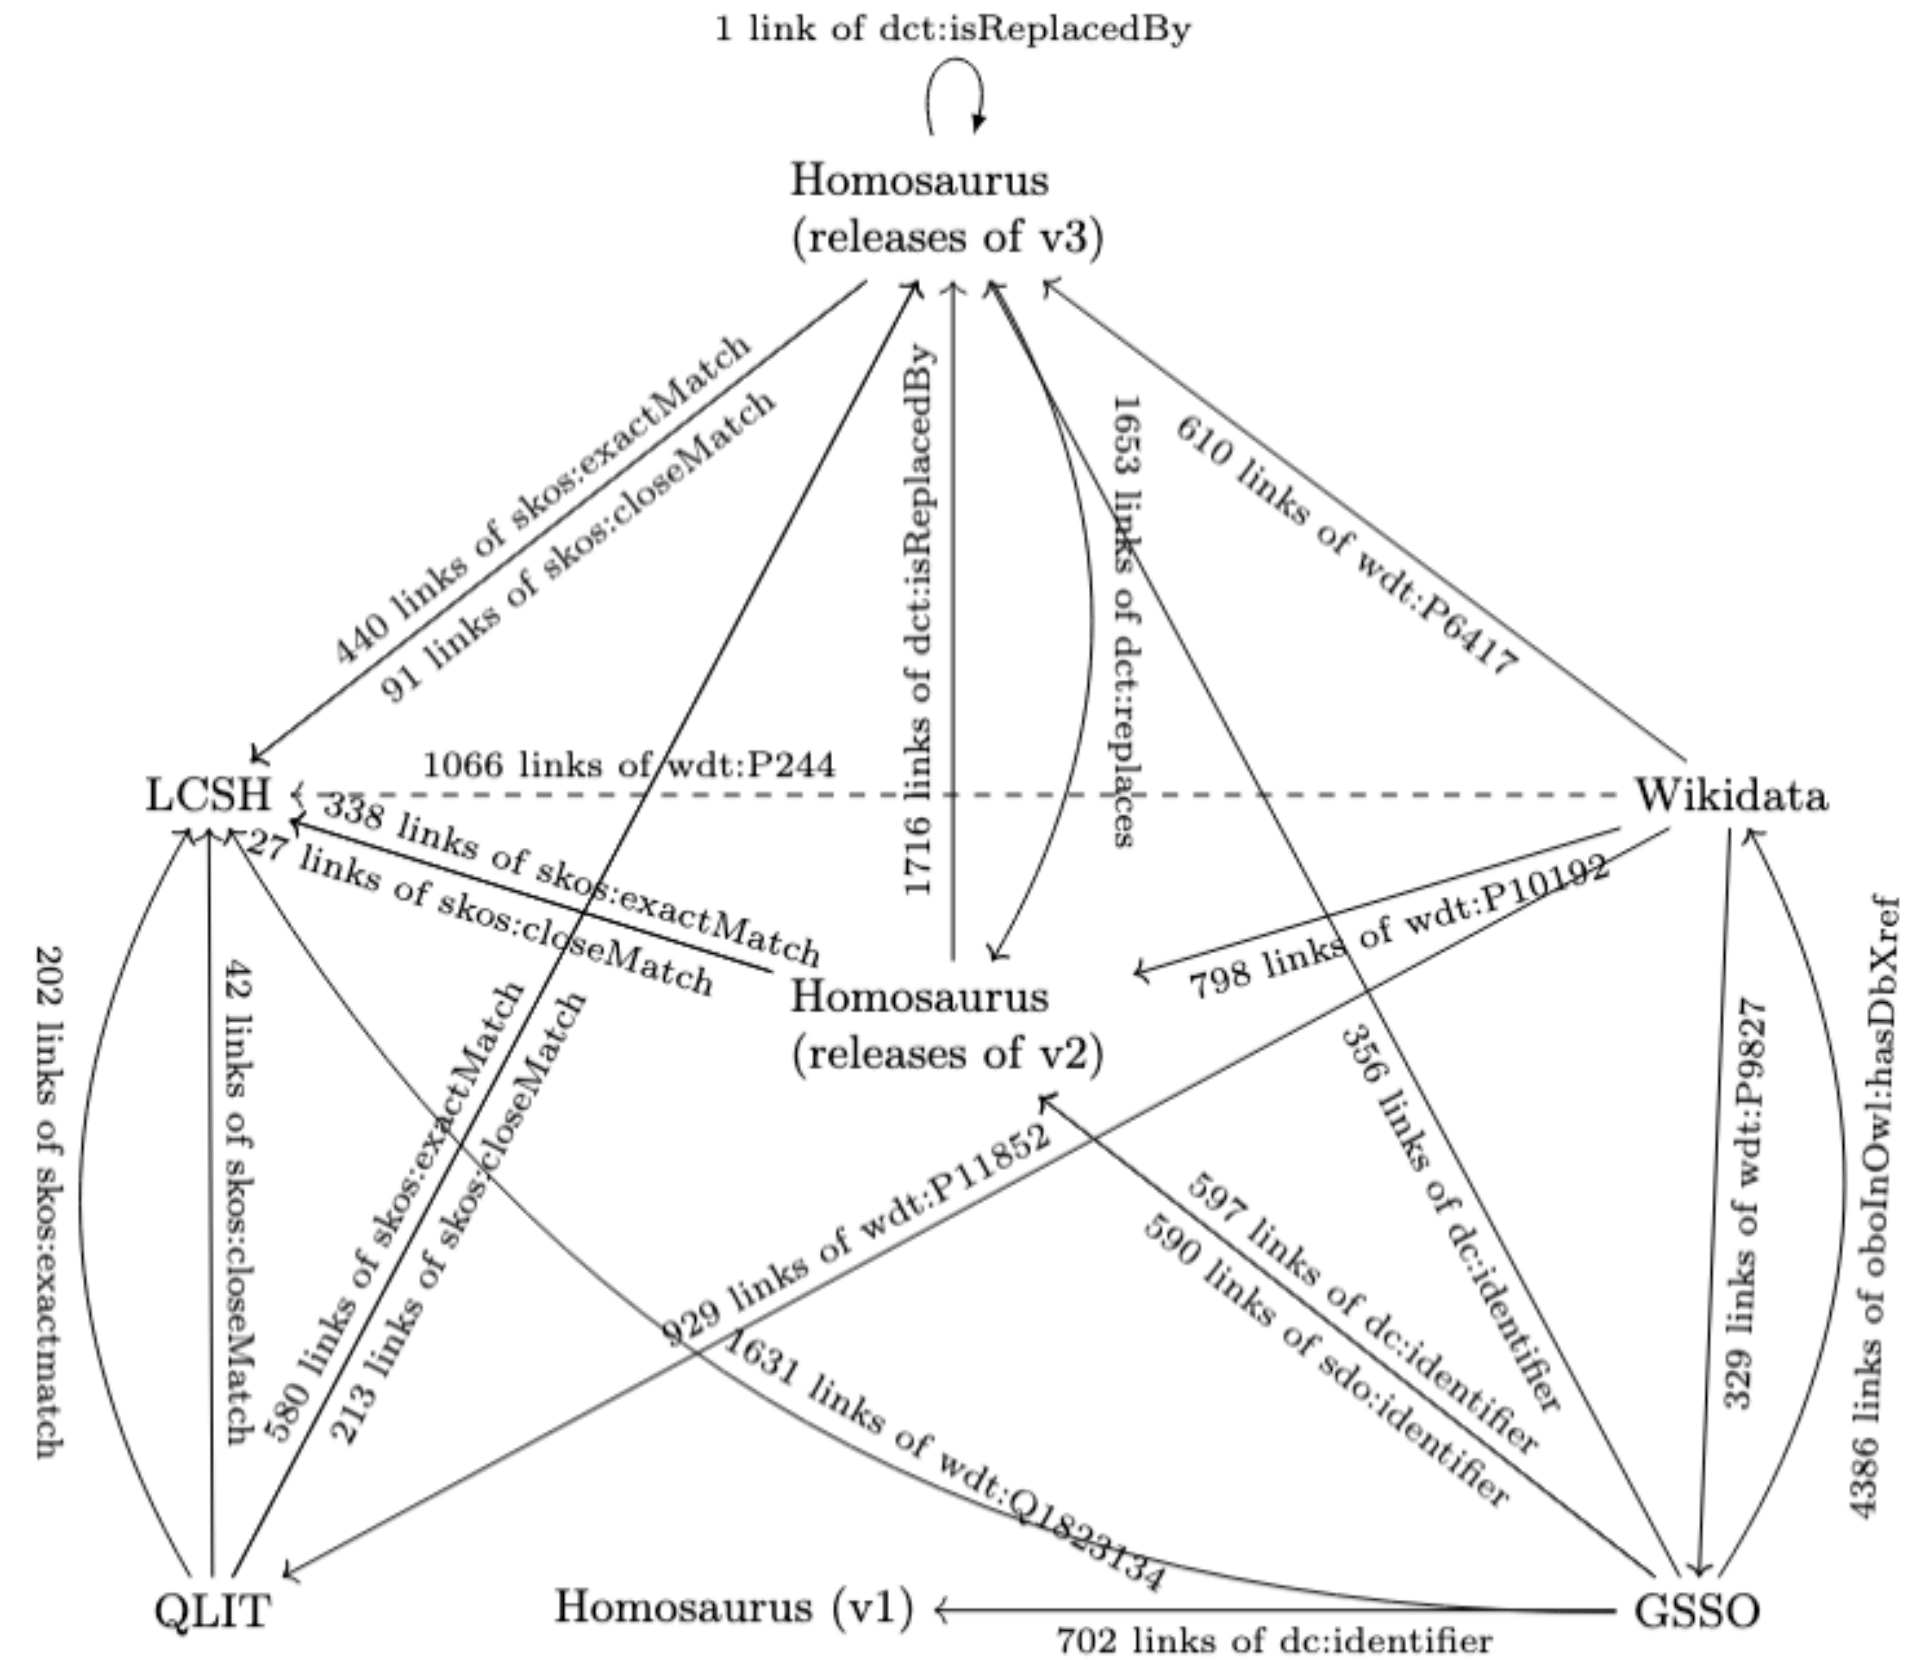 1 link of dct:isReplacedBy
Homosaurus
(releases of v3)
440 links of skos:exactMatch
91 links of skos:closeMatch
1716 links of dct:isReplacedBy
1653 links of dct:replaces
610 links of wdt:P6417
1066 links of wdt:P244
LCSH
Wikidata
338 links of skos:exactMatch
27 links of skos:closeMatch
798 links of wdt:P10192
Homosaurus
(releases of v2)
202 links of skos:exactmatch
42 links of skos:closeMatch
580 links of skos:exactMatch
213 links of skos:closeMatch
929 links of wdt:P11852
1631 links of wdt:Q1823134
597 links of dc:identifier
590 links of sdo:identifier
356 links of dc:identifier
329 links of wdt:P9827
4386 links of oboInOwl:hasDbXref
QLIT
Homosaurus (v1)
GSSO
702 links of dc:identifier